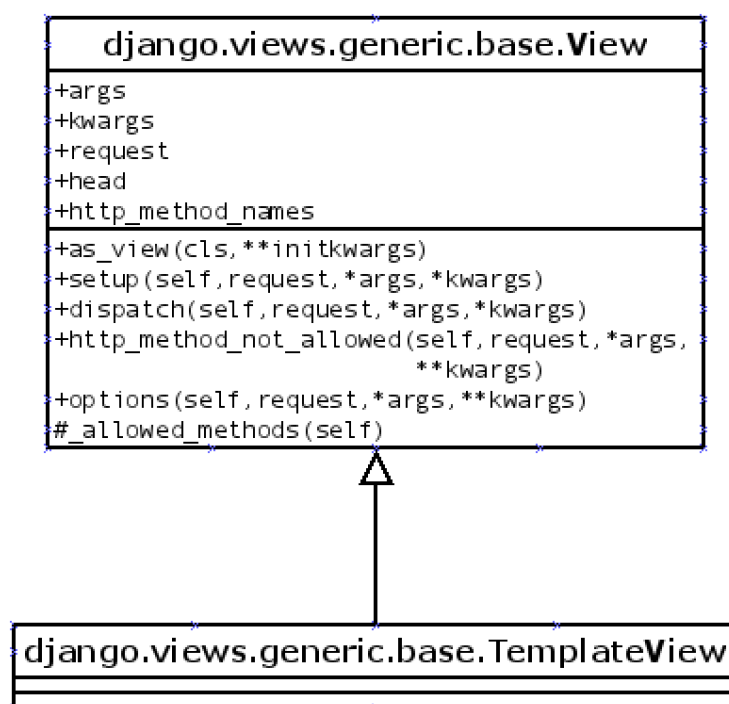 django.views.generic.base.View
+args
+kwargs
+request
+head
+http_method_names
+as_view(cls,**initkwargs)
+setup(self,request,*args,*kwargs)
+dispatch(self,request,*args,*kwargs)
+http_method_not_allowed(self,request,*args,
**kwargs)
+options(self,request,*args,**kwargs)
#_allowed_methods(self)
django.views.generic.base.TemplateView